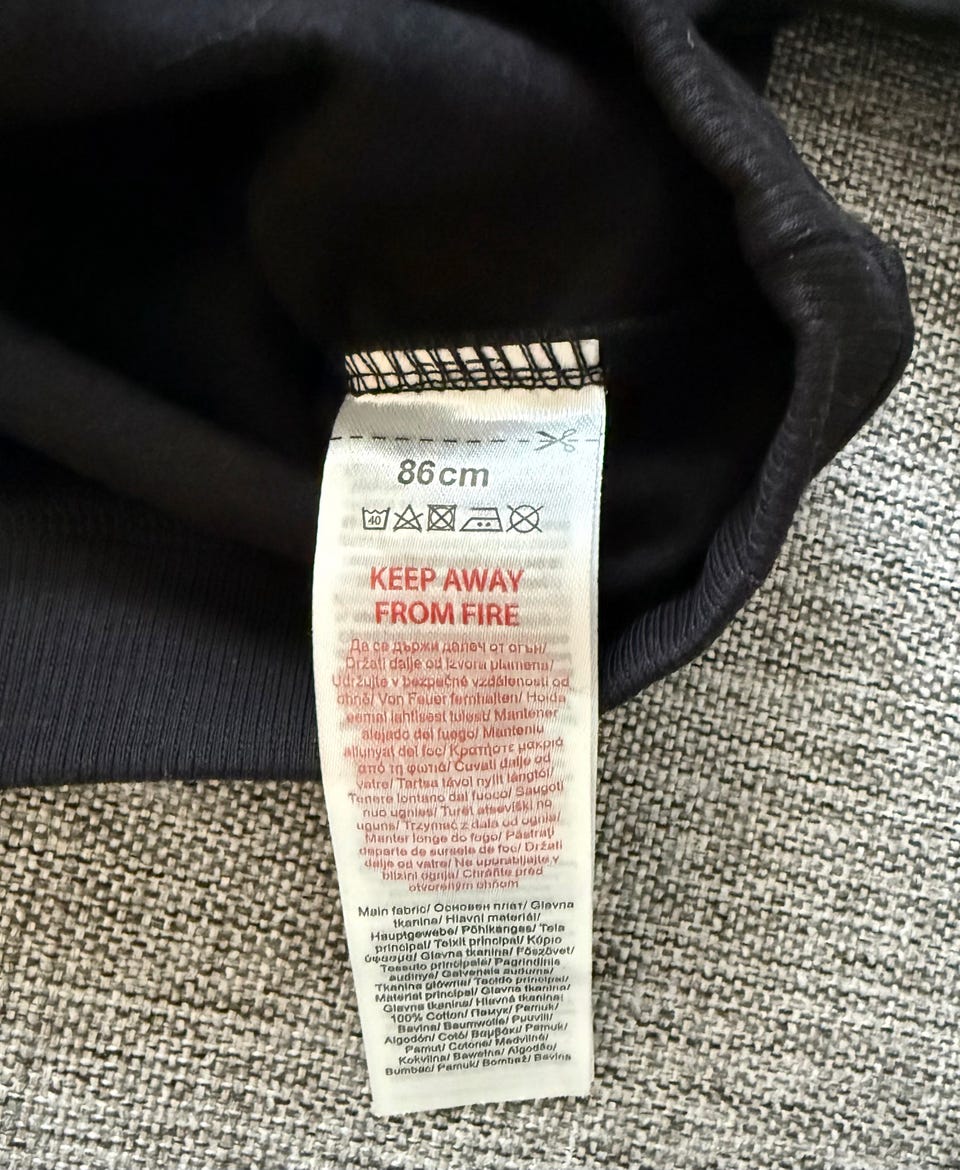 86cm
40
KEEP AWAY
FROM FIRE
Да се държи далеч от огън/
Držati dalje od izvora plamena/
Udržujte v bezpečné vzdálenosti od
ohně/ Von Feuer fernhalten/ Hoida
eemal lahtisest tulest/ Mantener
alejado del fuego/ Manteniu
allunyat del foc/ Κρατήστε μακριά
από τη φωτιά/ Čuvati dalje od
vatre/ Tartsa távol nyílt lángtól/
Tenere lontano dal fuoco/ Saugoti
nuo ugnies/ Turēt atsevišķi no
uguns/ Trzymać z dala od ognia/
Manter longe do fogo/ Păstrați
departe de sursele de foc/ Držati
dalje od vatre/ Ne uporabljajte v
bližini ognja/ Chráňte pred
otvoreným ohňom
Main fabric/ Основен плат/ Glavna
tkanina/ Hlavní materiál/
Hauptgewebe/ Põhikangas/ Tela
principal/ Teixit principal/ Κύριο
ύφασμα/ Glavna tkanina/ Főszövet/
Tessuto principale/ Pagrindinis
audinys/ Galvenais audums/
Tkanina główna/ Tecido principal/
Material principal/ Glavna tkanina/
Glavna tkanina/ Hlavná tkanina/
100% Cotton/ Памук/ Pamuk/
Bavlna/ Baumwolle/ Puuvill/
Algodón/ Cotó/ Βαμβάκι/ Pamuk/
Pamut/ Cotone/ Medvilnė/
Kokvilna/ Bawełna/ Algodão/
Bumbac/ Pamuk/ Bombaž/ Bavlna